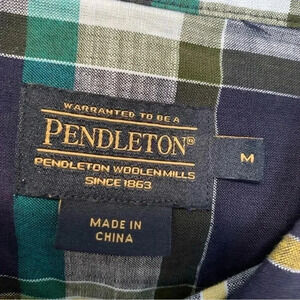 WARRANTED TO BE A
PENDLETON®
PENDLETON WOOLEN MILLS
SINCE 1863
M
MADE IN
CHINA